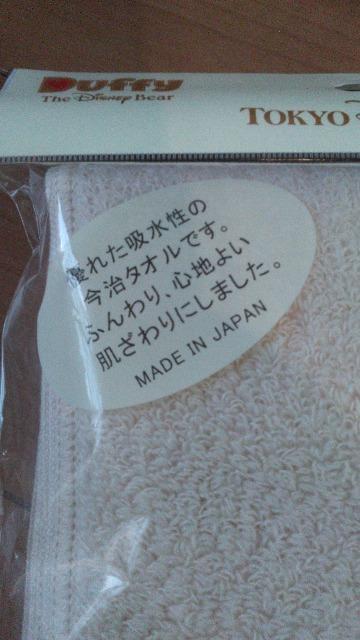 Duffy
The Disney Bear
TOKYO
優れた吸水性の
今治タオルです。
ふんわり、心地よい
肌ざわりにしました。
MADE IN JAPAN